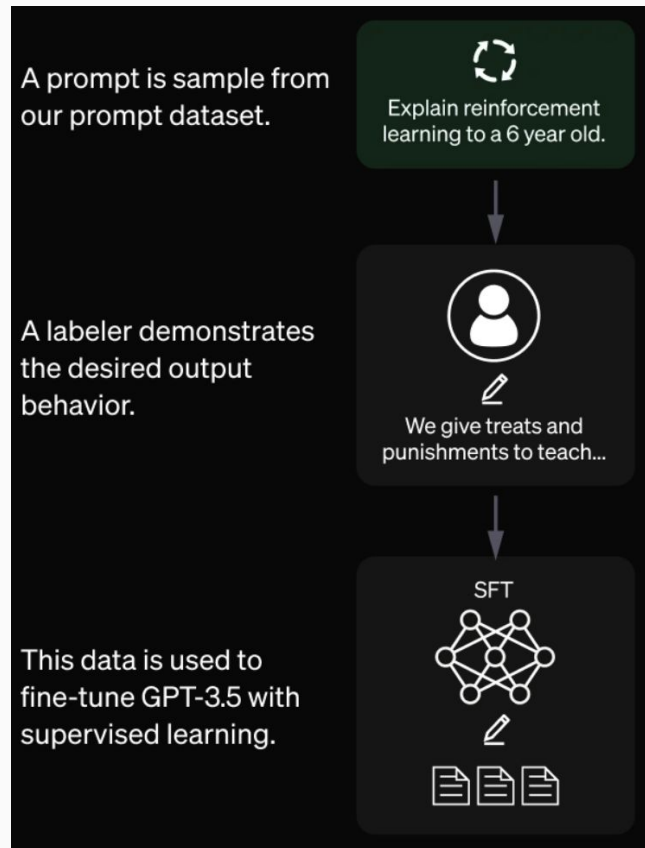 A prompt is sample from
our prompt dataset.
Explain reinforcement
learning to a 6 year old.
A labeler demonstrates
the desired output
behavior.
We give treats and
punishments to teach...
This data is used to
fine-tune GPT-3.5 with
supervised learning.
SFT